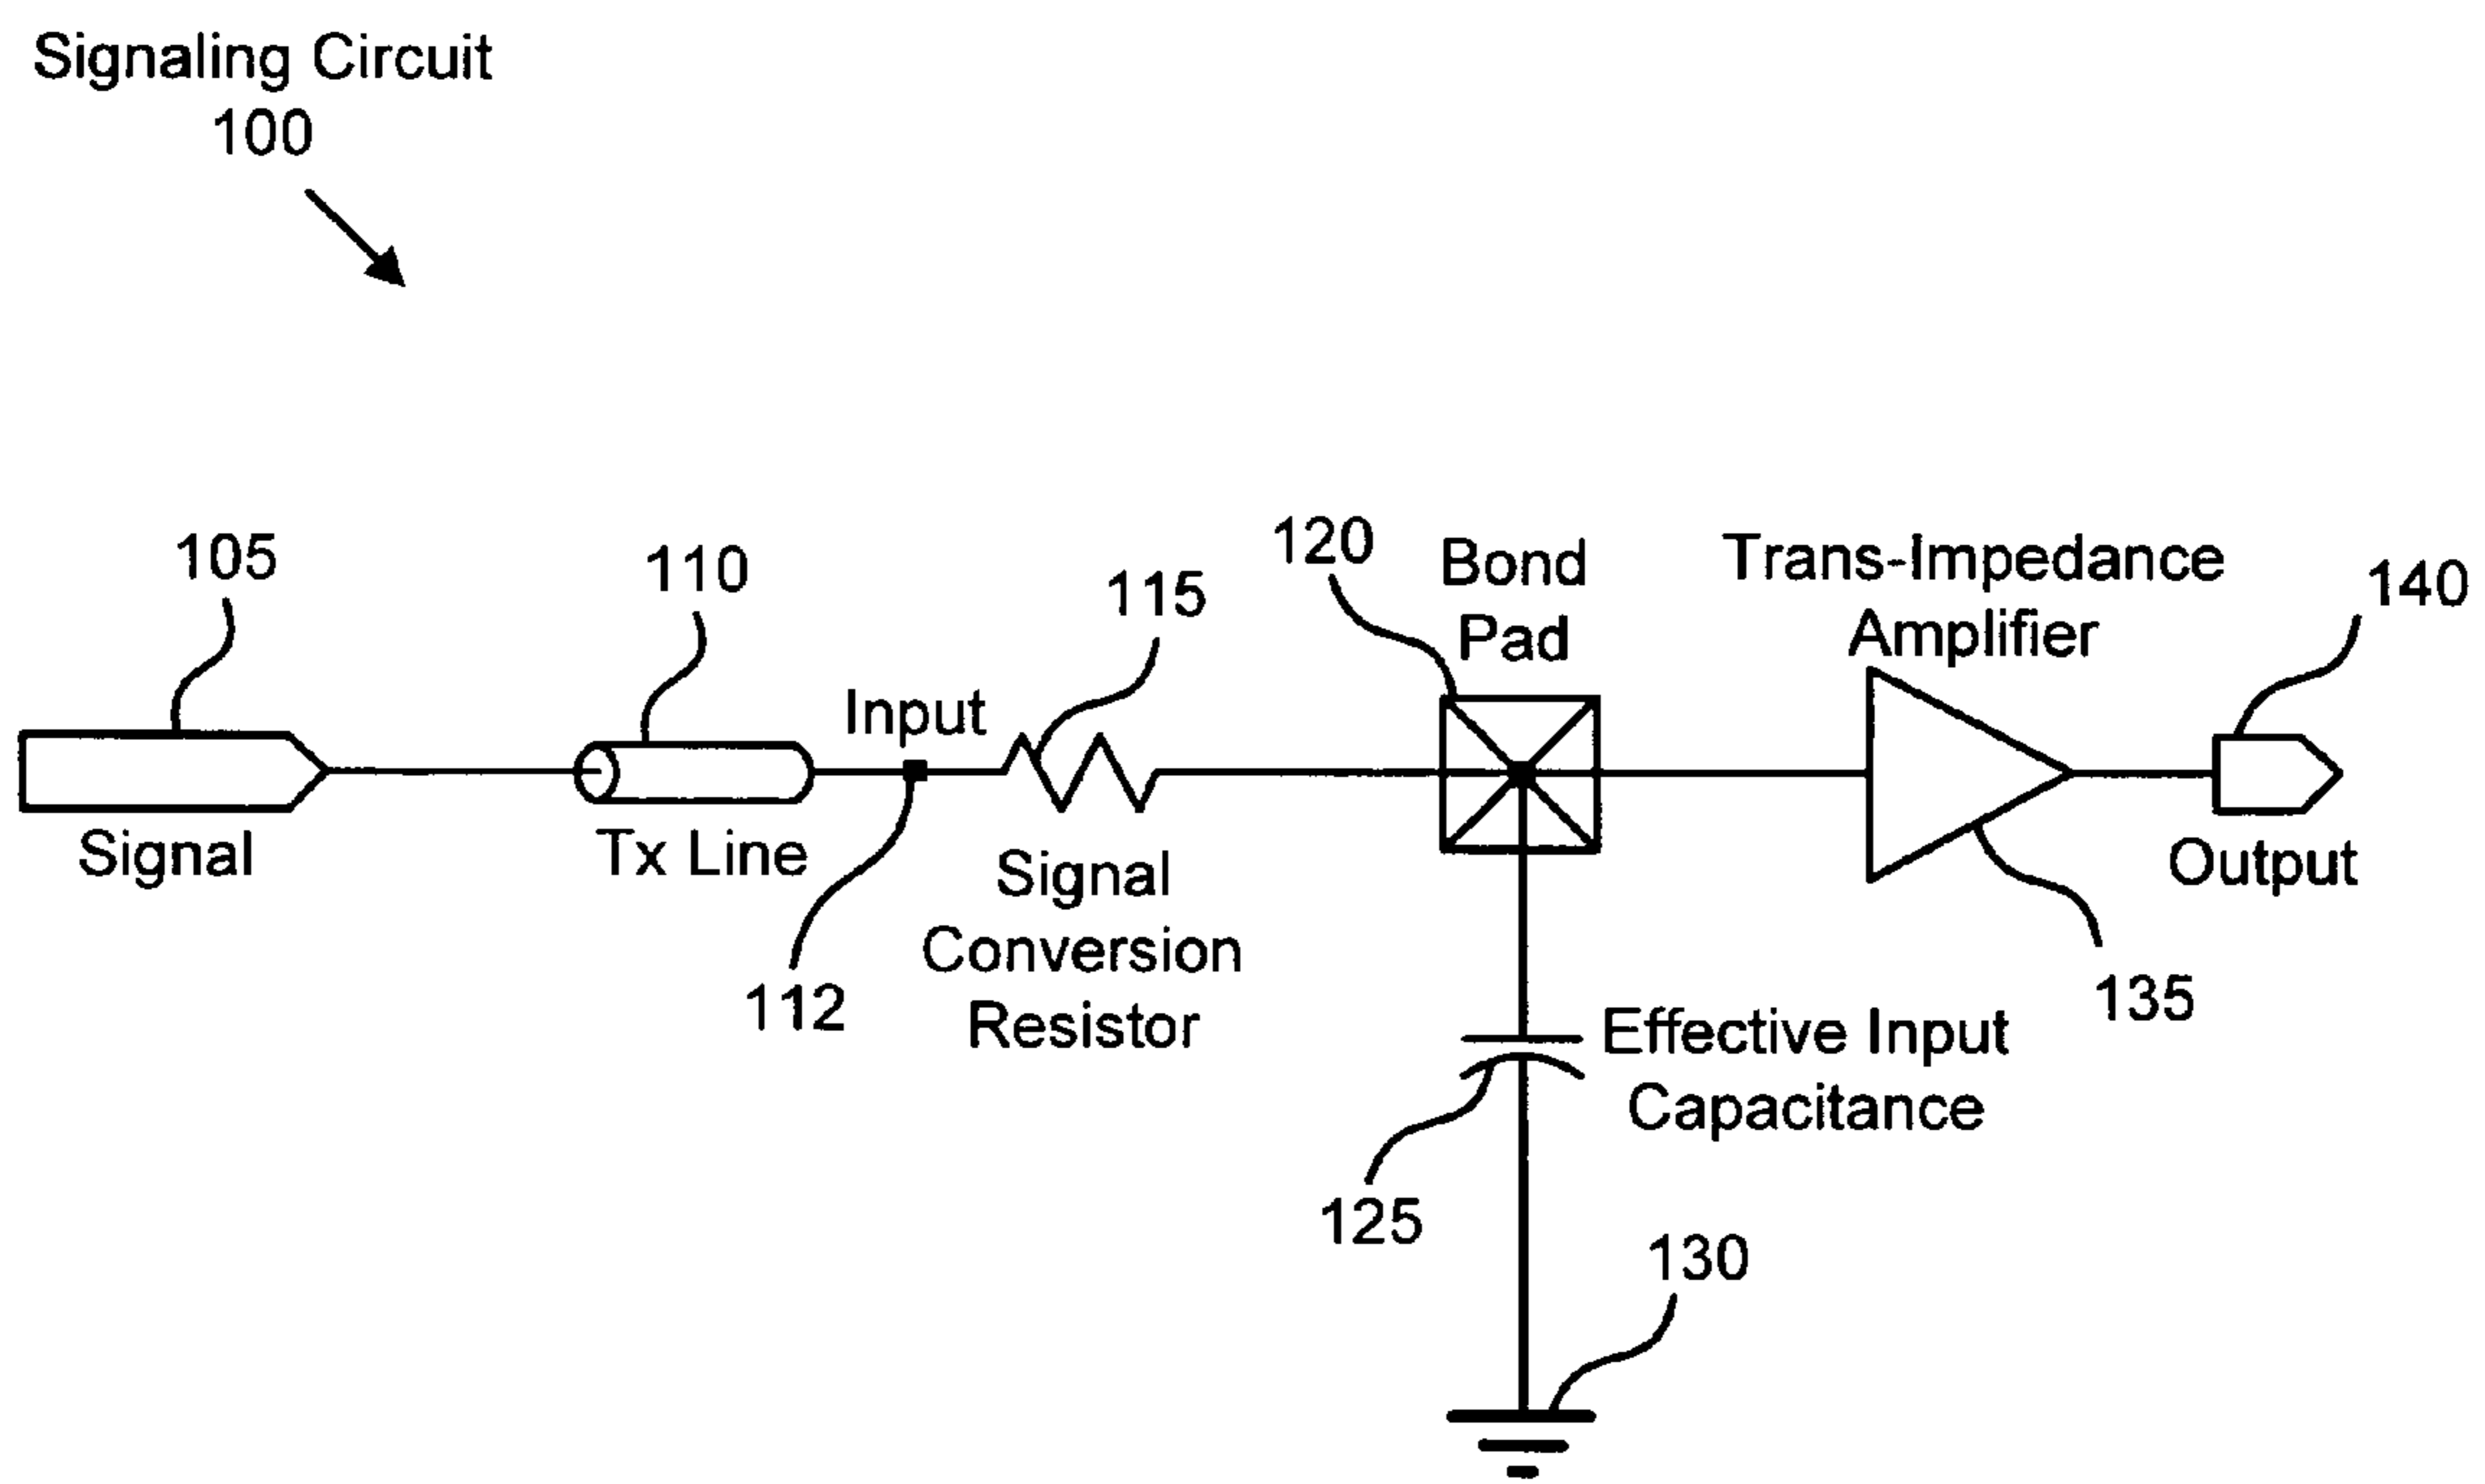 Signaling Circuit
100
105
110
115
120
Bond
Pad
Trans-Impedance
Amplifier
140
Input
Signal
Tx Line
112
Signal
Conversion
Resistor
Output
135
Effective Input
Capacitance
125
130